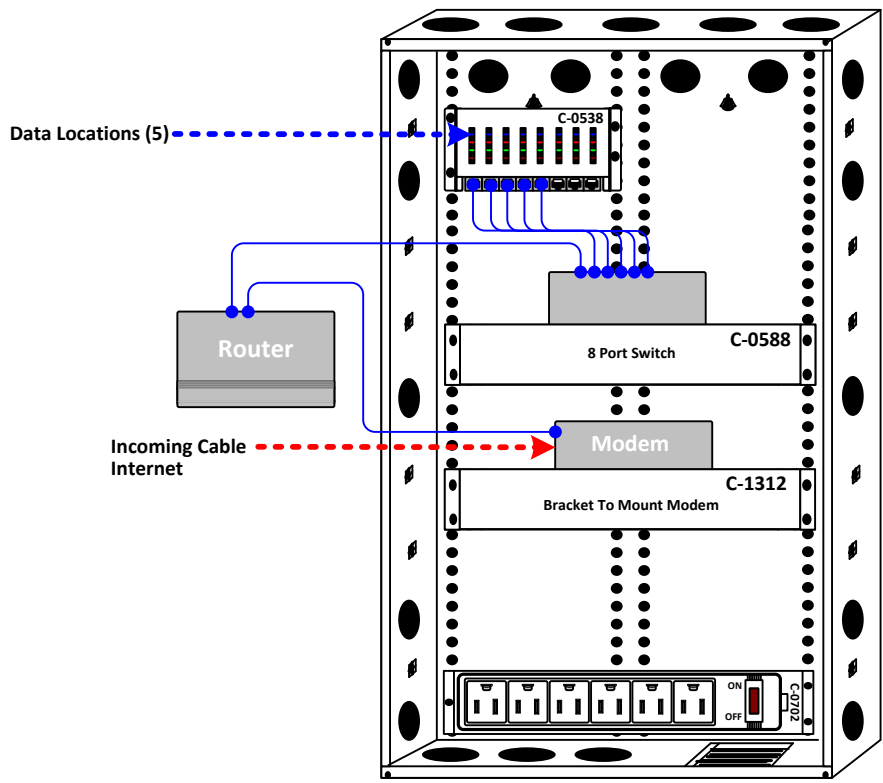 C-0538
Data Locations (5)
Router
C-0588
8 Port Switch
Modem
Incoming Cable
Internet
C-1312
Bracket To Mount Modem
ON
OFF
C-0702